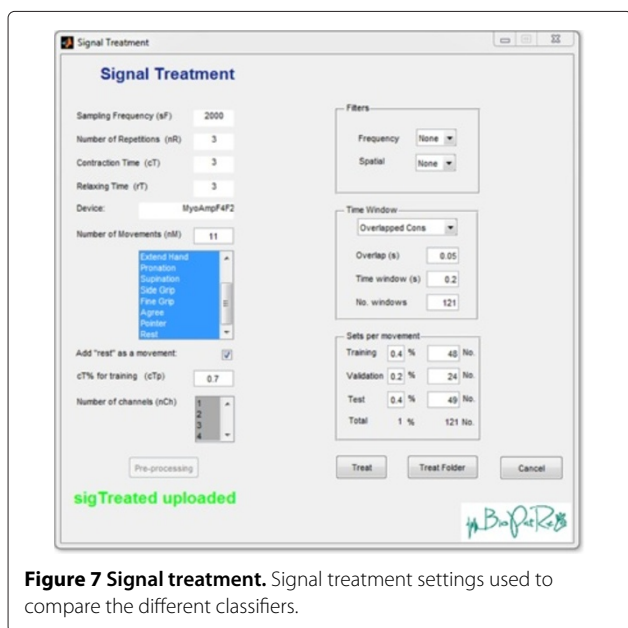 Signal Treatment
Signal Treatment
Sampling Frequency (sF) 2000
Number of Repetitions (nR) 3
Contraction Time (cT) 3
Relaxing Time (rT) 3
Device: MyoAmpF4F2
Number of Movements (nM) 11
Extend Hand
Pronation
Supination
Side Grip
Fine Grip
Agree
Pointer
Rest
Add "rest" as a movement:
cT% for training (cTp) 0.7
Number of channels (nCh) 1
2
3
4
Pre-processing
sigTreated uploaded
Filters
Frequency None
Spatial None
Time Window
Overlapped Cons
Overlap (s) 0.05
Time window (s) 0.2
No. windows 121
Sets per movement
Training 0.4 % 48 No.
Validation 0.2 % 24 No.
Test 0.4 % 49 No.
Total 1 % 121 No.
Treat Treat Folder Cancel
BioPatRec
Figure 7 Signal treatment. Signal treatment settings used to
compare the different classifiers.